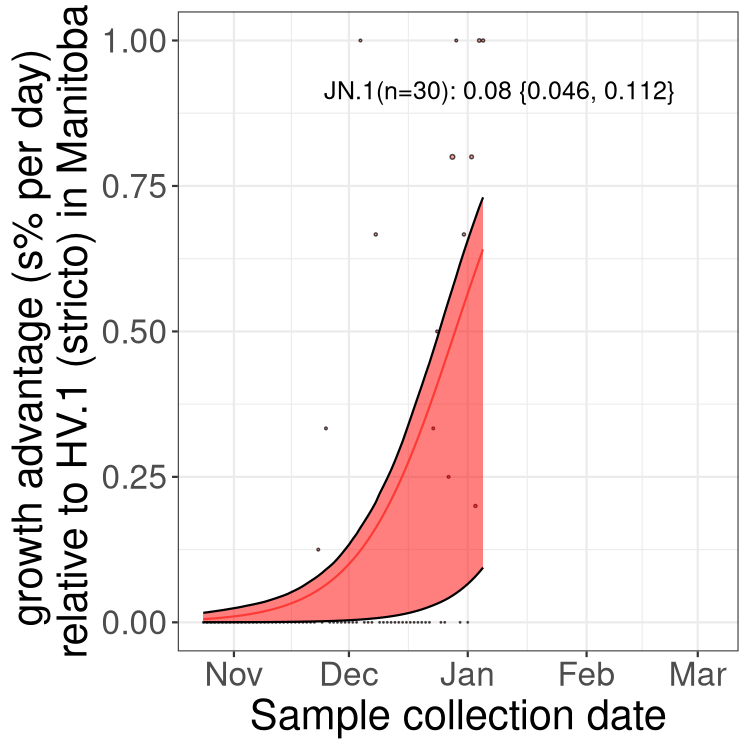 growth advantage (s% per day)
relative to HV.1 (stricto) in Manitoba
1.00
JN.1(n=30): 0.08 {0.046, 0.112}
0.75
0.50
0.25
0.00
Nov Dec Jan Feb Mar
Sample collection date